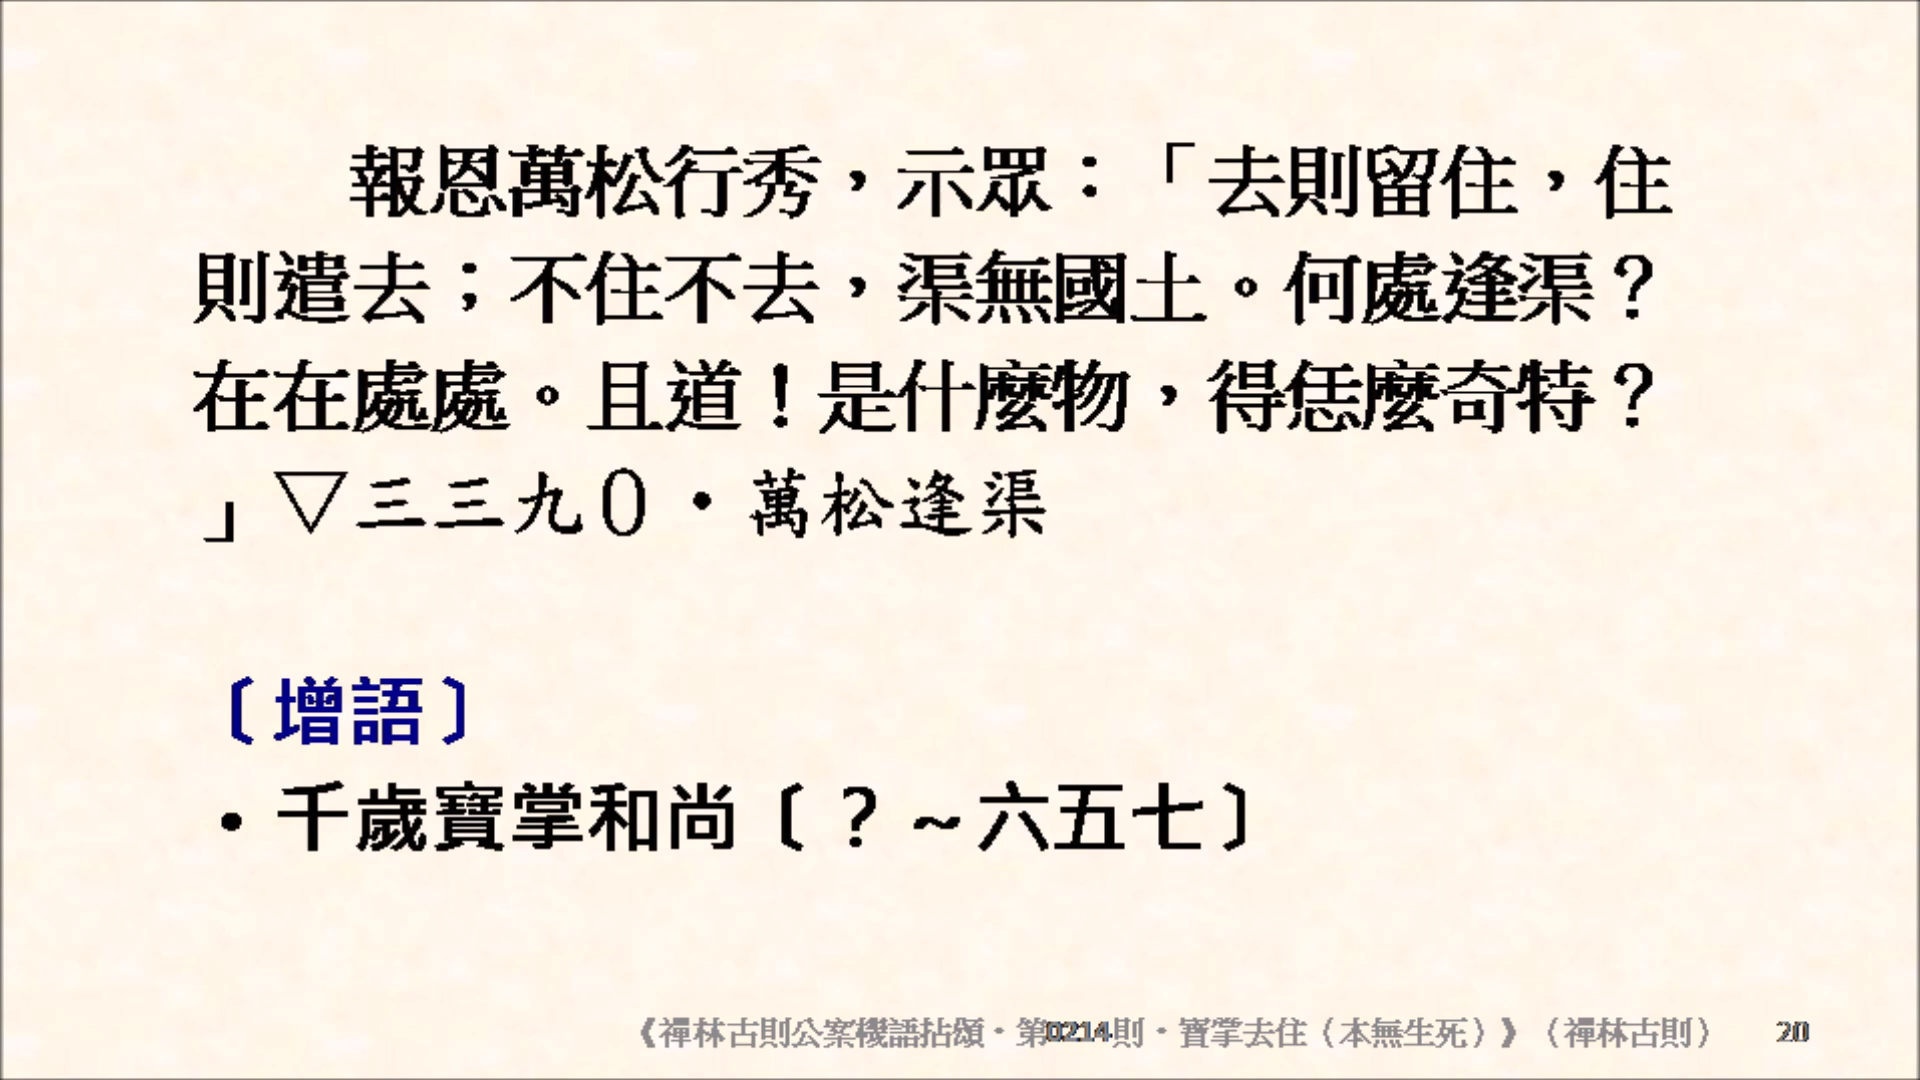 報恩萬松行秀，示眾：「去則留住，住
則遣去；不住不去，渠無國土。何處逢渠？
在在處處。且道！是什麼物，得恁麼奇特？
」▽三三九０・萬松逢渠
〔增語〕
• 千歲寶掌和尚〔？～六五七〕
《禪林古則公案機語拈頌・第0214則・寶掌去住（本無生死）》（禪林古則） 20